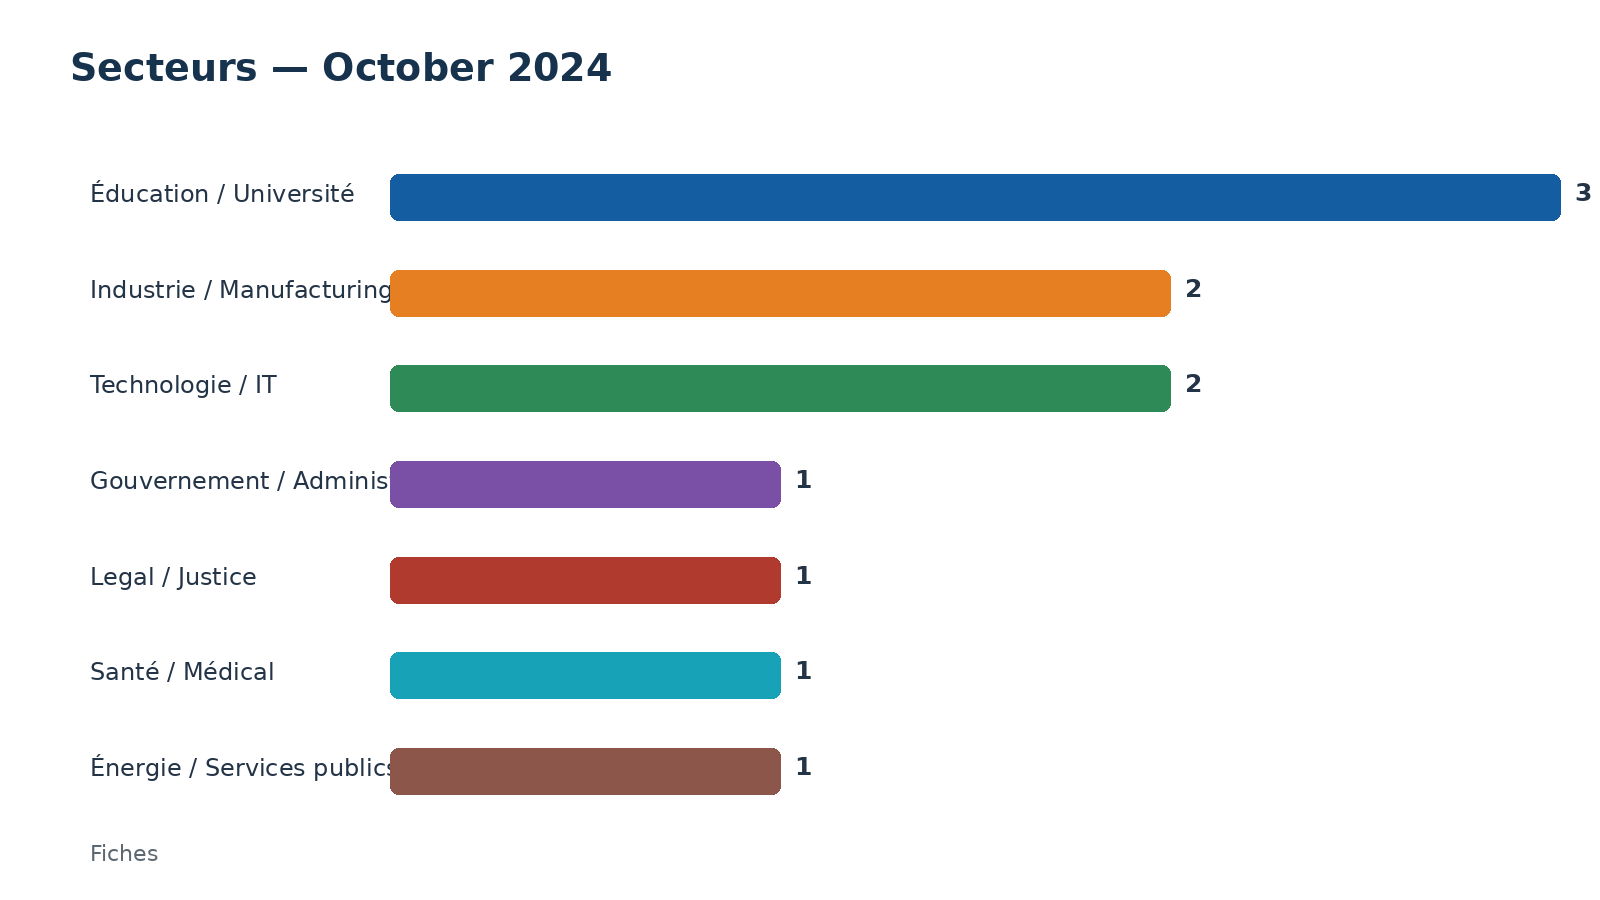 Secteurs — October 2024
Éducation / Université 3
Industrie / Manufacturing 2
Technologie / IT 2
Gouvernement / Adminis 1
Legal / Justice 1
Santé / Médical 1
Énergie / Services publics 1
Fiches